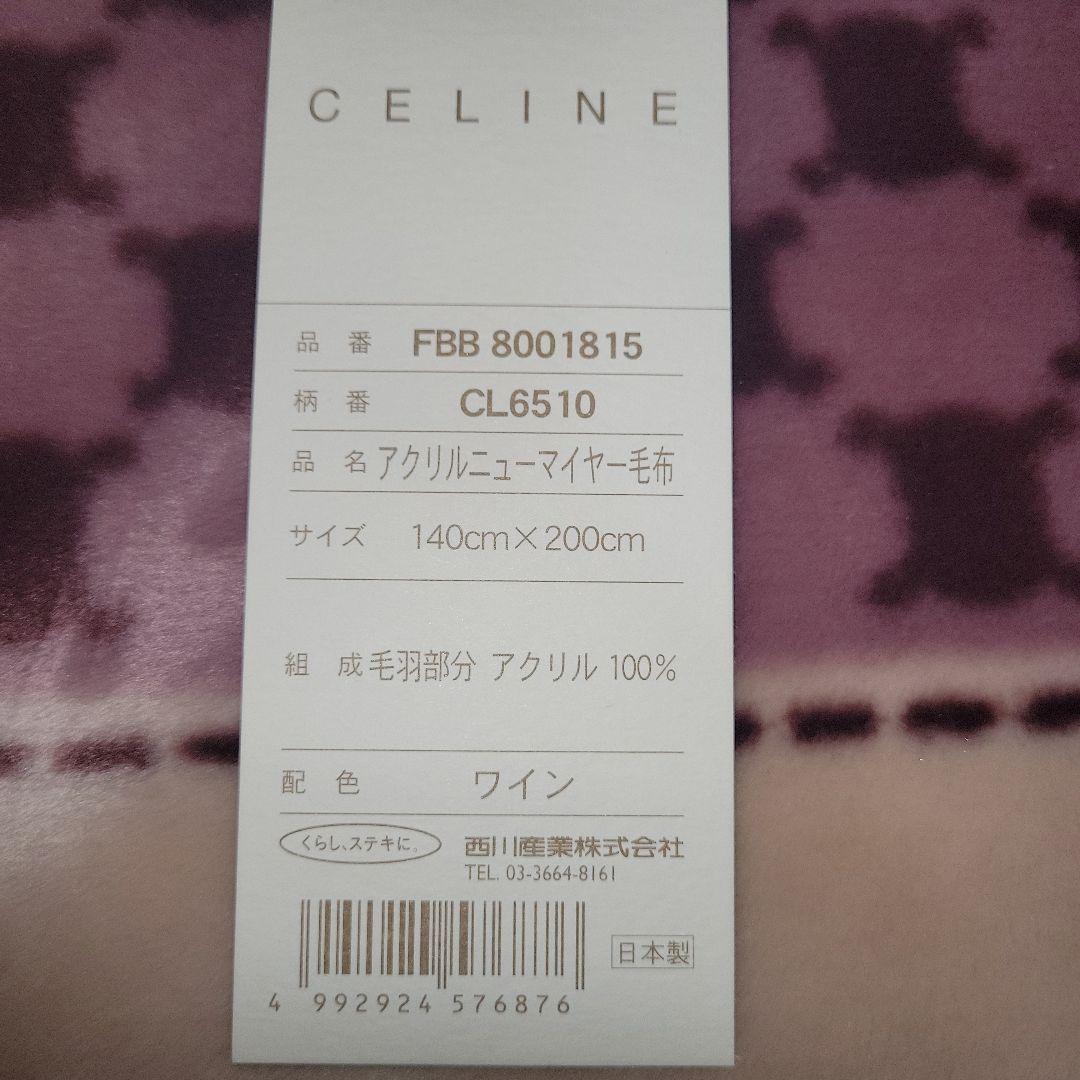 CELINE
品番 FBB 8001815
柄番 CL6510
品名 アクリルニューマイヤー毛布
サイズ 140cm×200cm
組成 毛羽部分 アクリル 100%
配色 ワイン
くらし、ステキに。 西川産業株式会社
TEL. 03-3664-8161
日本製
4 992924 576876